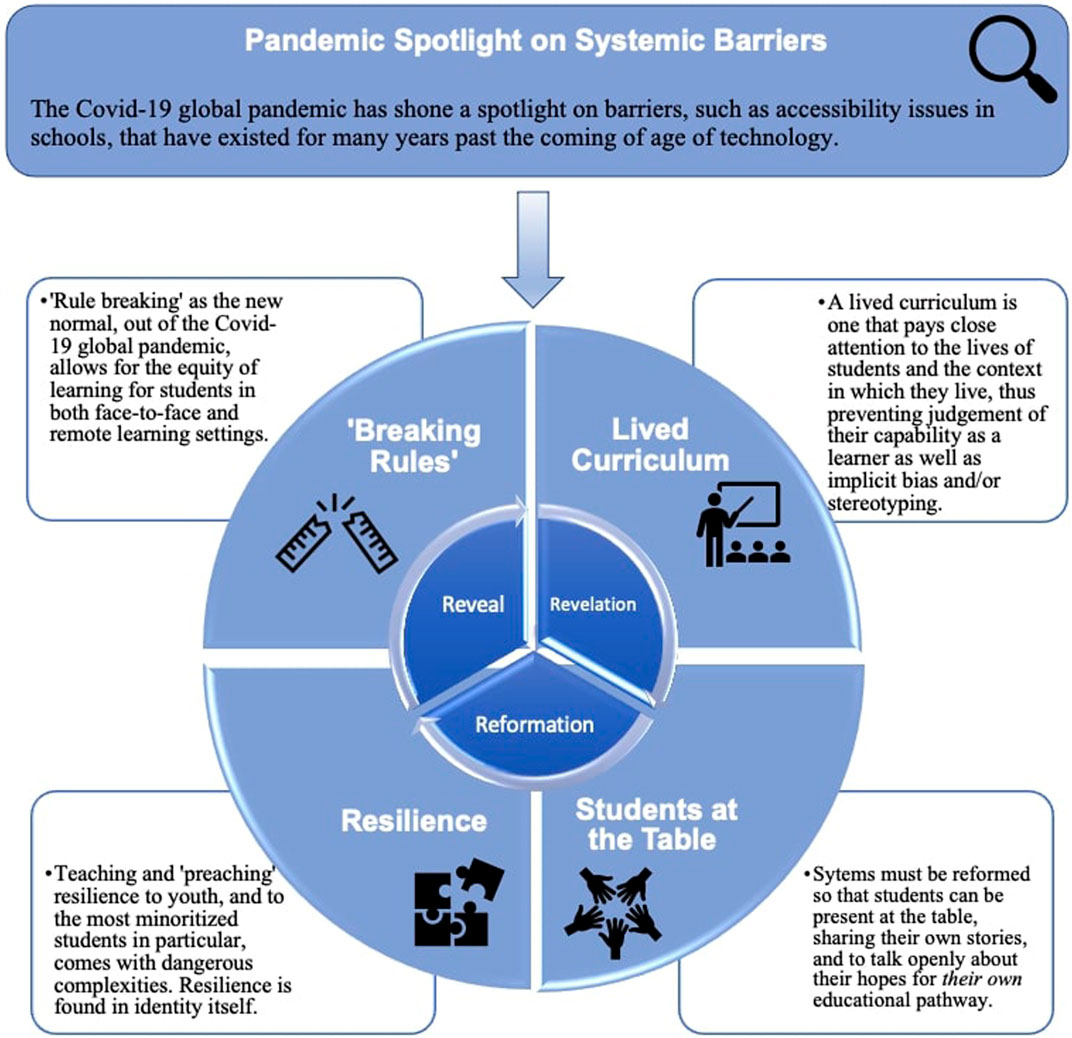 Pandemic Spotlight on Systemic Barriers
The Covid-19 global pandemic has shone a spotlight on barriers, such as accessibility issues in
schools, that have existed for many years past the coming of age of technology.
•'Rule breaking' as the new
normal, out of the Covid-
19 global pandemic,
allows for the equity of
learning for students in
both face-to-face and
remote learning settings.
•A lived curriculum is
one that pays close
attention to the lives of
students and the context
in which they live, thus
preventing judgement of
their capability as a
learner as well as
implicit bias and/or
stereotyping.
'Breaking
Rules'
Lived
Curriculum
Reveal
Revelation
Reformation
Resilience
Students at
the Table
•Teaching and 'preaching'
resilience to youth, and to
the most minoritized
students in particular,
comes with dangerous
complexities. Resilience is
found in identity itself.
•Sytems must be reformed
so that students can be
present at the table,
sharing their own stories,
and to talk openly about
their hopes for their own
educational pathway.